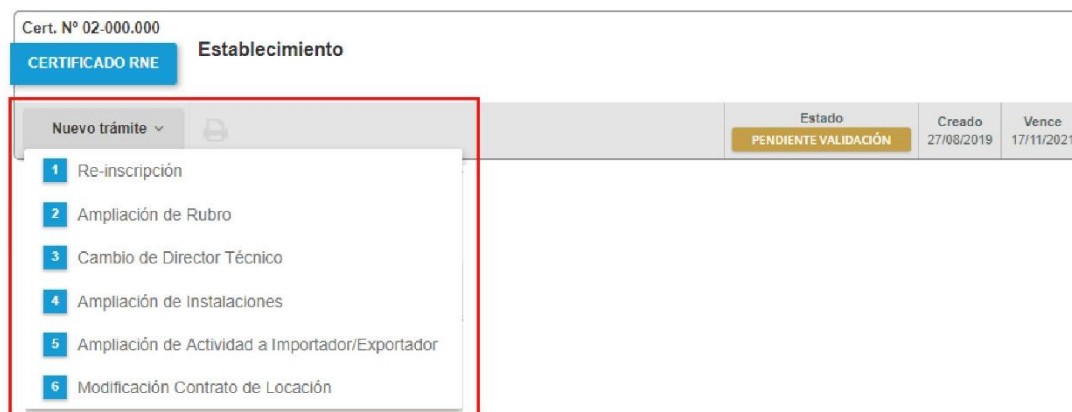 Cert. Nº 02-000.000
CERTIFICADO RNE
Establecimiento
Nuevo trámite
Estado
PENDIENTE VALIDACIÓN
Creado
27/08/2019
Vence
17/11/2021
1 Re-inscripción
2 Ampliación de Rubro
3 Cambio de Director Técnico
4 Ampliación de Instalaciones
5 Ampliación de Actividad a Importador/Exportador
6 Modificación Contrato de Locación